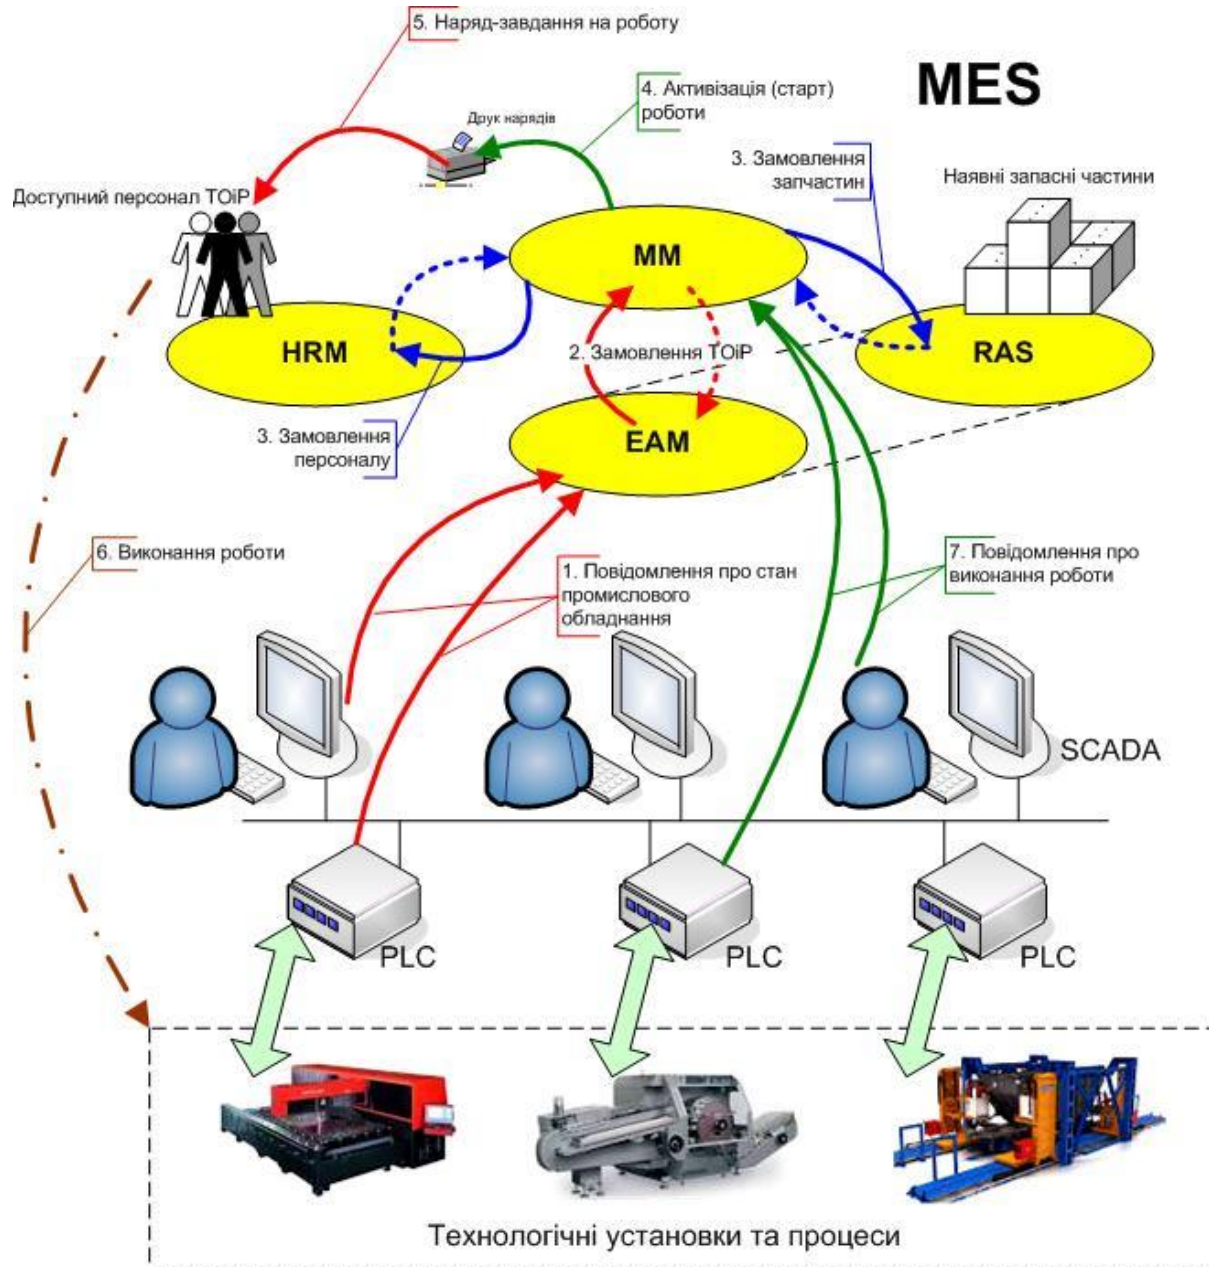 5. Наряд-завдання на роботу
MES
4. Активізація (старт)
роботи
Друк нарядів
3. Замовлення
запчастин
Наявні запасні частини
Доступний персонал ТОіР
MM
HRM
2. Замовлення ТОіР
RAS
3. Замовлення
персоналу
EAM
6. Виконання роботи
1. Повідомлення про стан
промислового
обладнання
7. Повідомлення про
виконання роботи
SCADA
PLC
PLC
PLC
Технологічні установки та процеси